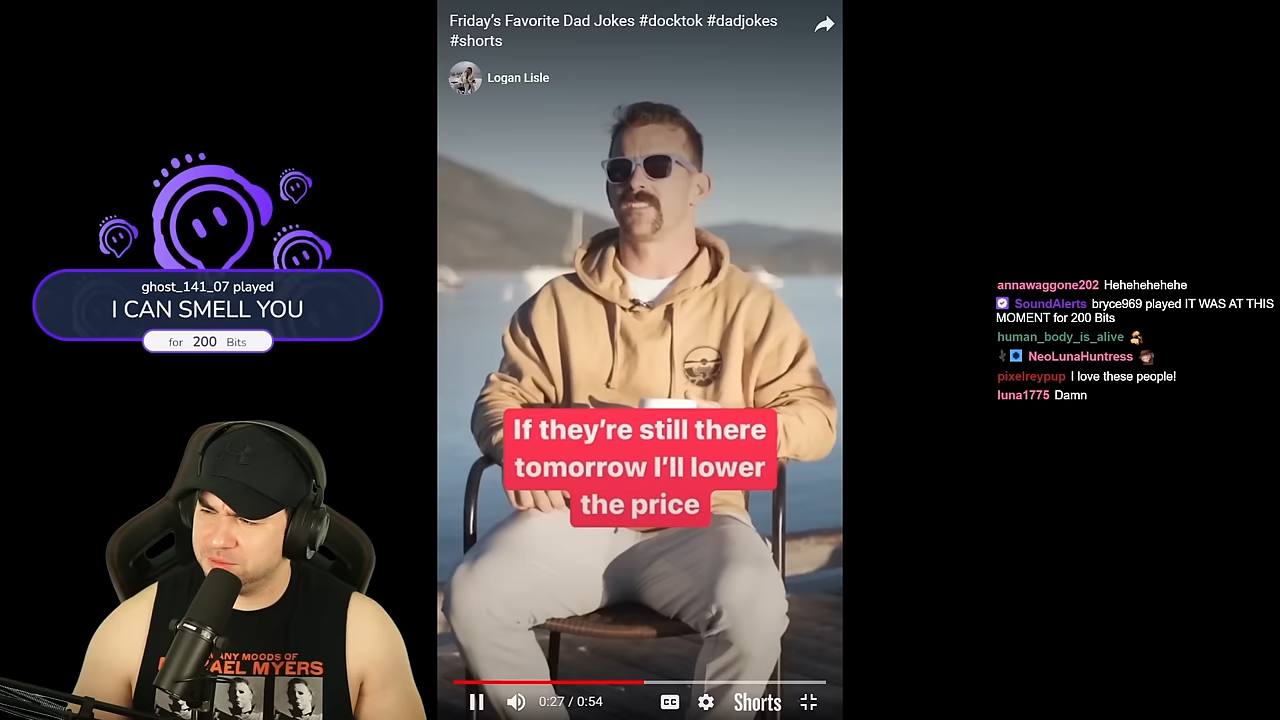 Friday's Favorite Dad Jokes #docktok #dadjokes
#shorts
Logan Lisle
ghost_141_07 played
I CAN SMELL YOU
for 200 Bits
If they're still there
tomorrow I'll lower
the price
annawaggone202 Hehehehehehe
SoundAlerts bryce969 played IT WAS AT THIS
MOMENT for 200 Bits
human_body_is_alive
NeoLunaHuntress
pixelreypup I love these people!
luna1775 Damn
MOODS OF
MYERS
0:27 / 0:54
CC
Shorts